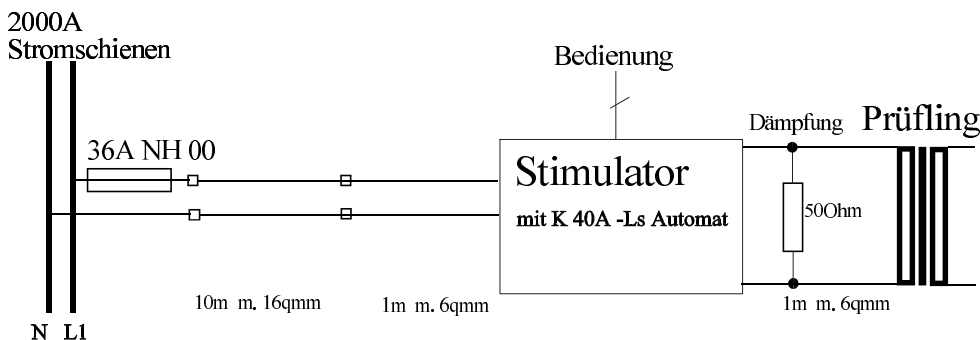 2000A
Stromschienen
Bedienung
Dämpfung
Prüfling
36A NH 00
Stimulator
mit K 40A -Ls Automat
50Ohm
10m m. 16qmm
1m m. 6qmm
1m m. 6qmm
N L1